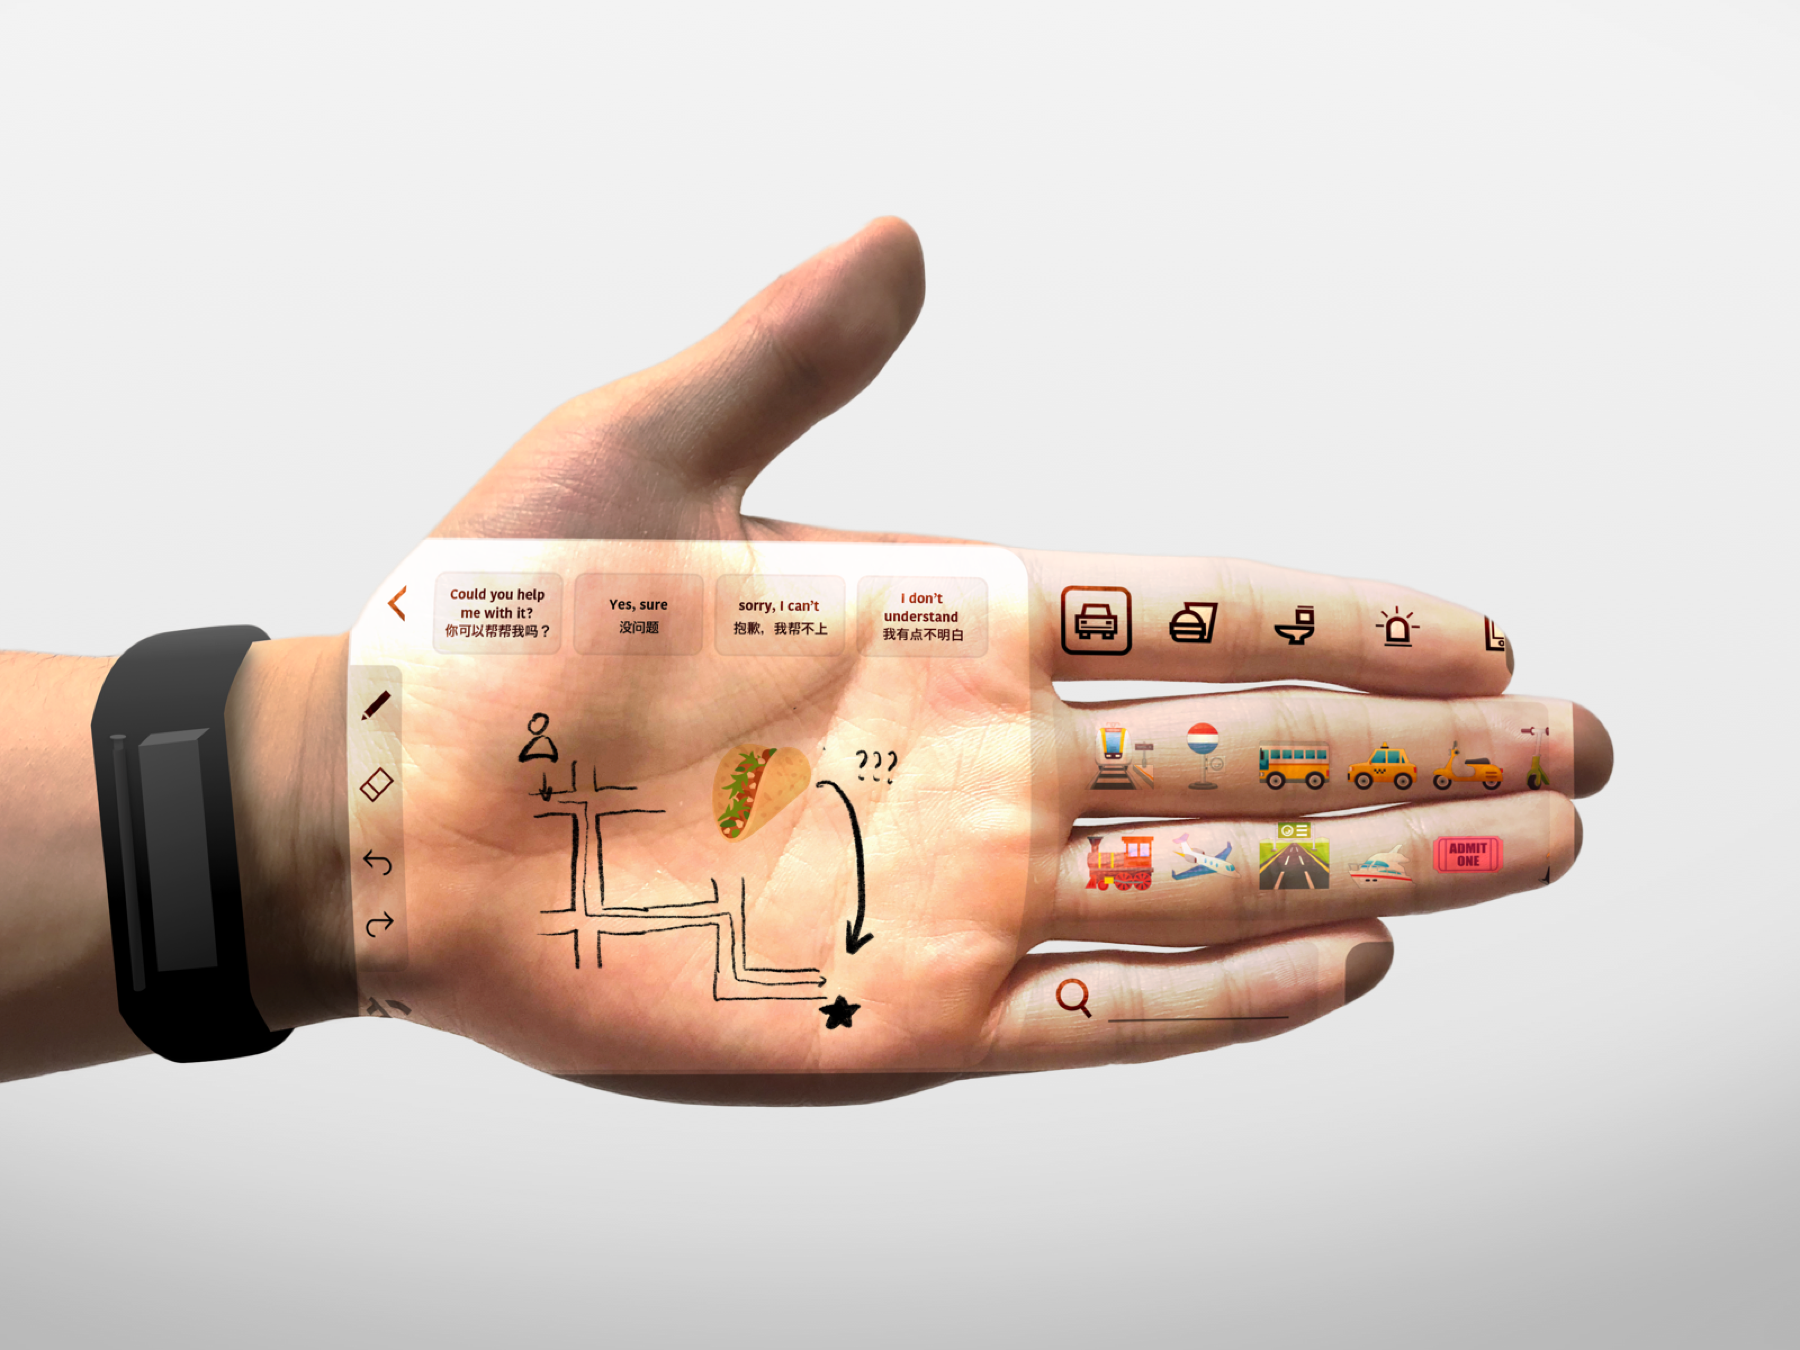 Could you help
me with it?
你可以帮帮我吗？
Yes, sure
没问题
sorry, I can't
抱歉，我帮不上
I don't
understand
我有点不明白
???
ADMIT
ONE